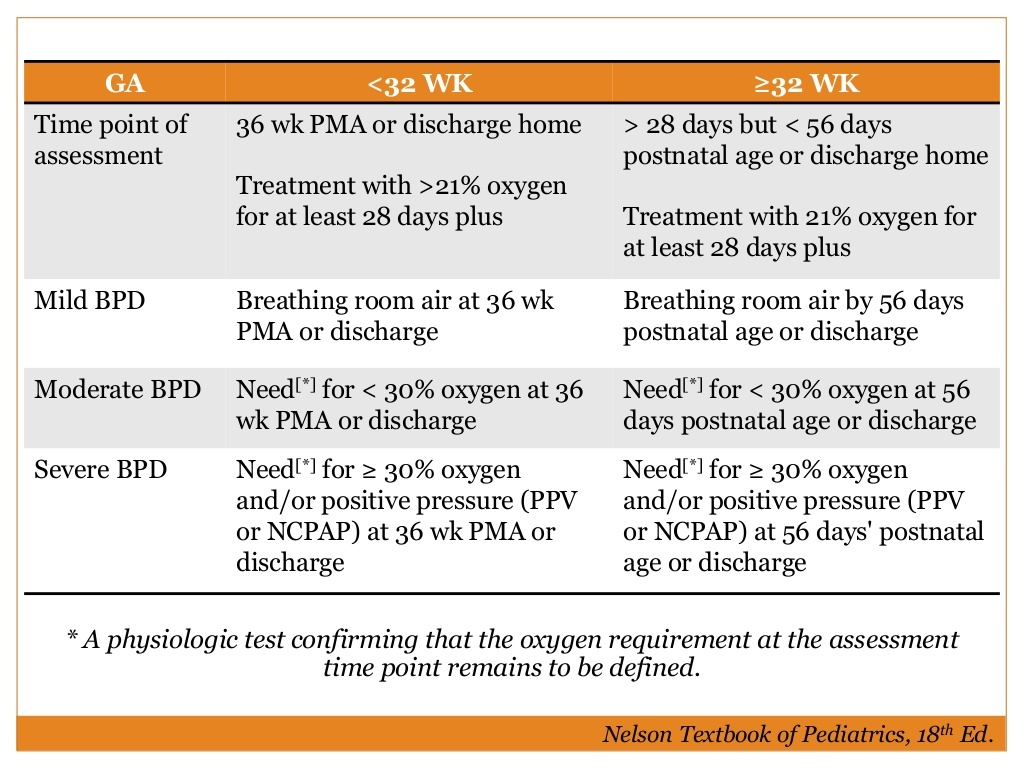 GA
<32 WK
≥32 WK
Time point of
assessment
36 wk PMA or discharge home
Treatment with >21% oxygen
for at least 28 days plus
> 28 days but < 56 days
postnatal age or discharge home
Treatment with 21% oxygen for
at least 28 days plus
Mild BPD
Breathing room air at 36 wk
PMA or discharge
Breathing room air by 56 days
postnatal age or discharge
Moderate BPD
Need[*] for < 30% oxygen at 36
wk PMA or discharge
Need[*] for < 30% oxygen at 56
days postnatal age or discharge
Severe BPD
Need[*] for ≥ 30% oxygen
and/or positive pressure (PPV
or NCPAP) at 36 wk PMA or
discharge
Need[*] for ≥ 30% oxygen
and/or positive pressure (PPV
or NCPAP) at 56 days' postnatal
age or discharge
* A physiologic test confirming that the oxygen requirement at the assessment
time point remains to be defined.
Nelson Textbook of Pediatrics, 18th Ed.